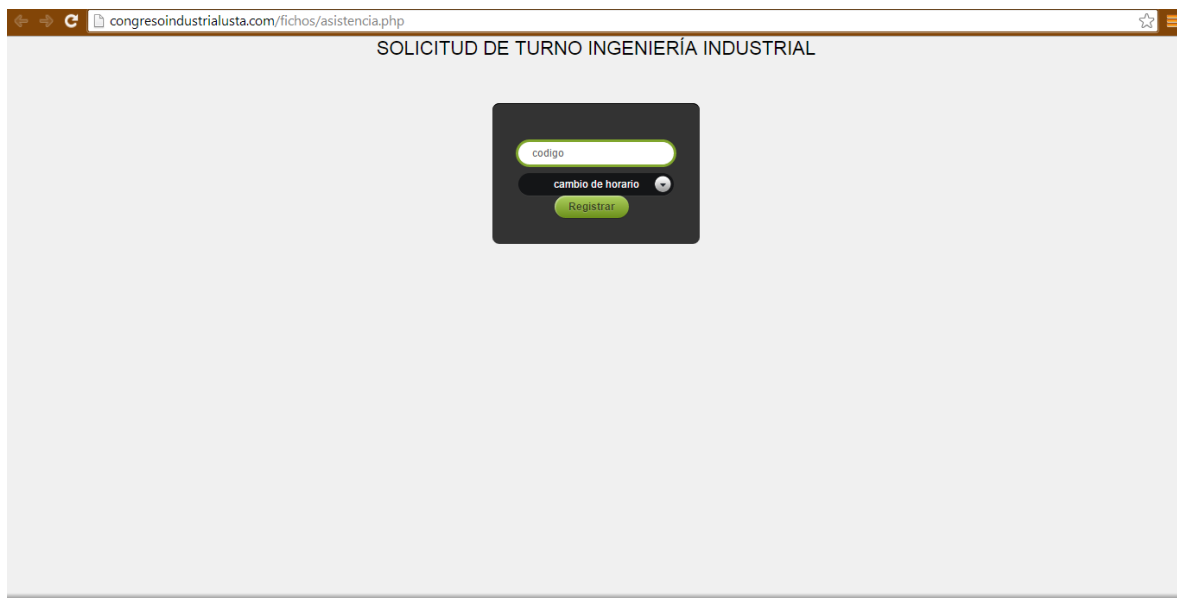 congresoindustrialusta.com/fichos/asistencia.php
SOLICITUD DE TURNO INGENIERÍA INDUSTRIAL
codigo
cambio de horario
Registrar